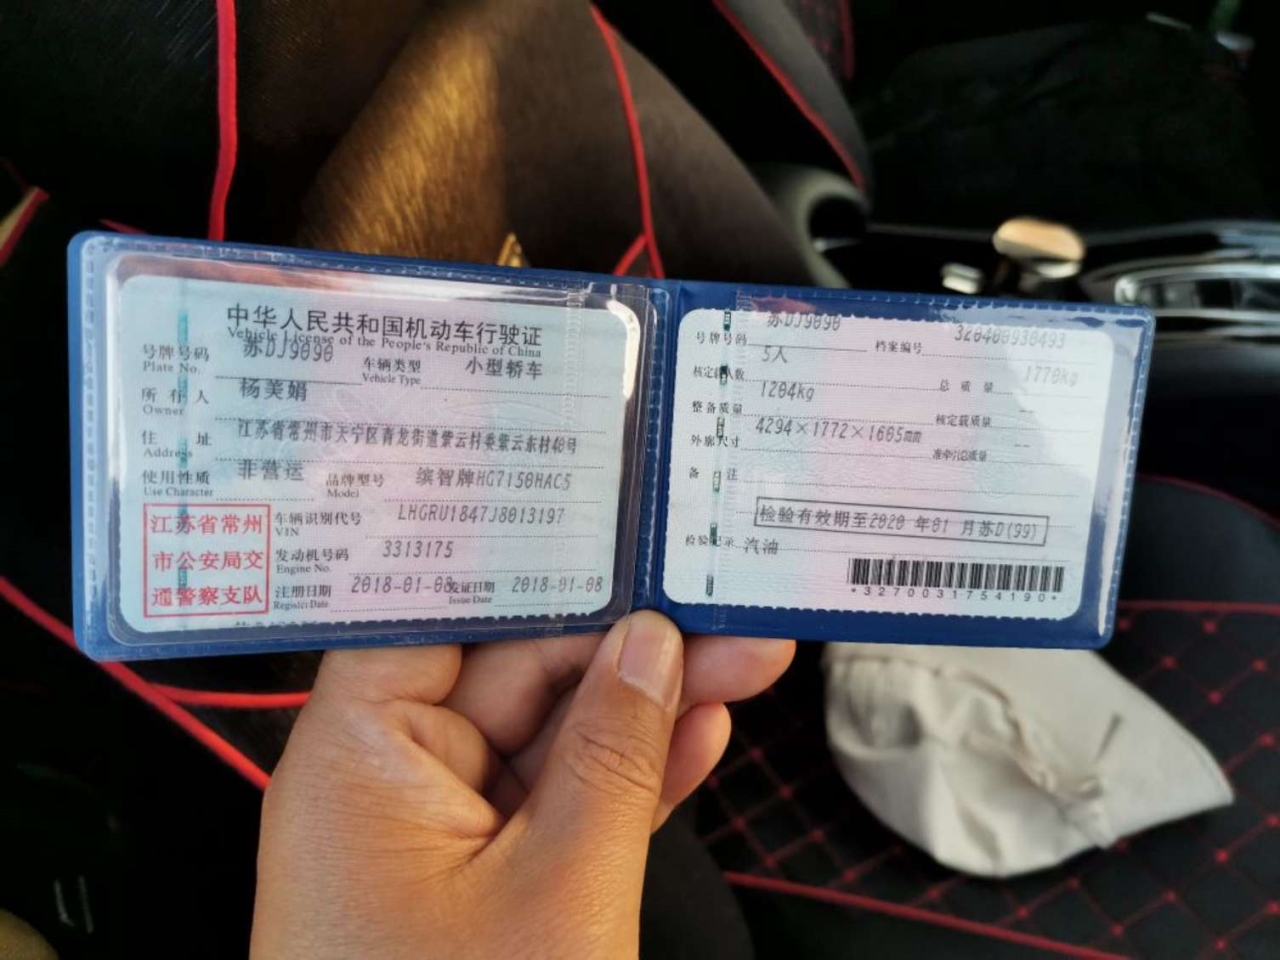 中华人民共和国机动车行驶证
Vehicle License of the People's Republic of China
号牌号码 苏DJ9090 车辆类型 小型轿车
Plate No. Vehicle Type
所有人 杨美娟
Owner
住址 江苏省常州市天宁区青龙街道紫云村委紫云东村40号
Address
使用性质 非营运 品牌型号 缤智牌HG7150HAC5
Use Character Model
江苏省常州
市公安局交
通警察支队
车辆识别代号 LHGRU1847J8013197
VIN
发动机号码 3313175
Engine No.
注册日期 2018-01-08 发证日期 2018-01-08
Register Date Issue Date
号牌号码 苏DJ9090 档案编号 320400930493
核定载人数 5人 总质量 1770kg
整备质量 1204kg 核定载质量 --
外廓尺寸 4294×1772×1605mm 准牵引总质量 --
备注
检验有效期至2020年01月苏D(99)
检验记录 汽油
*3270031754190*